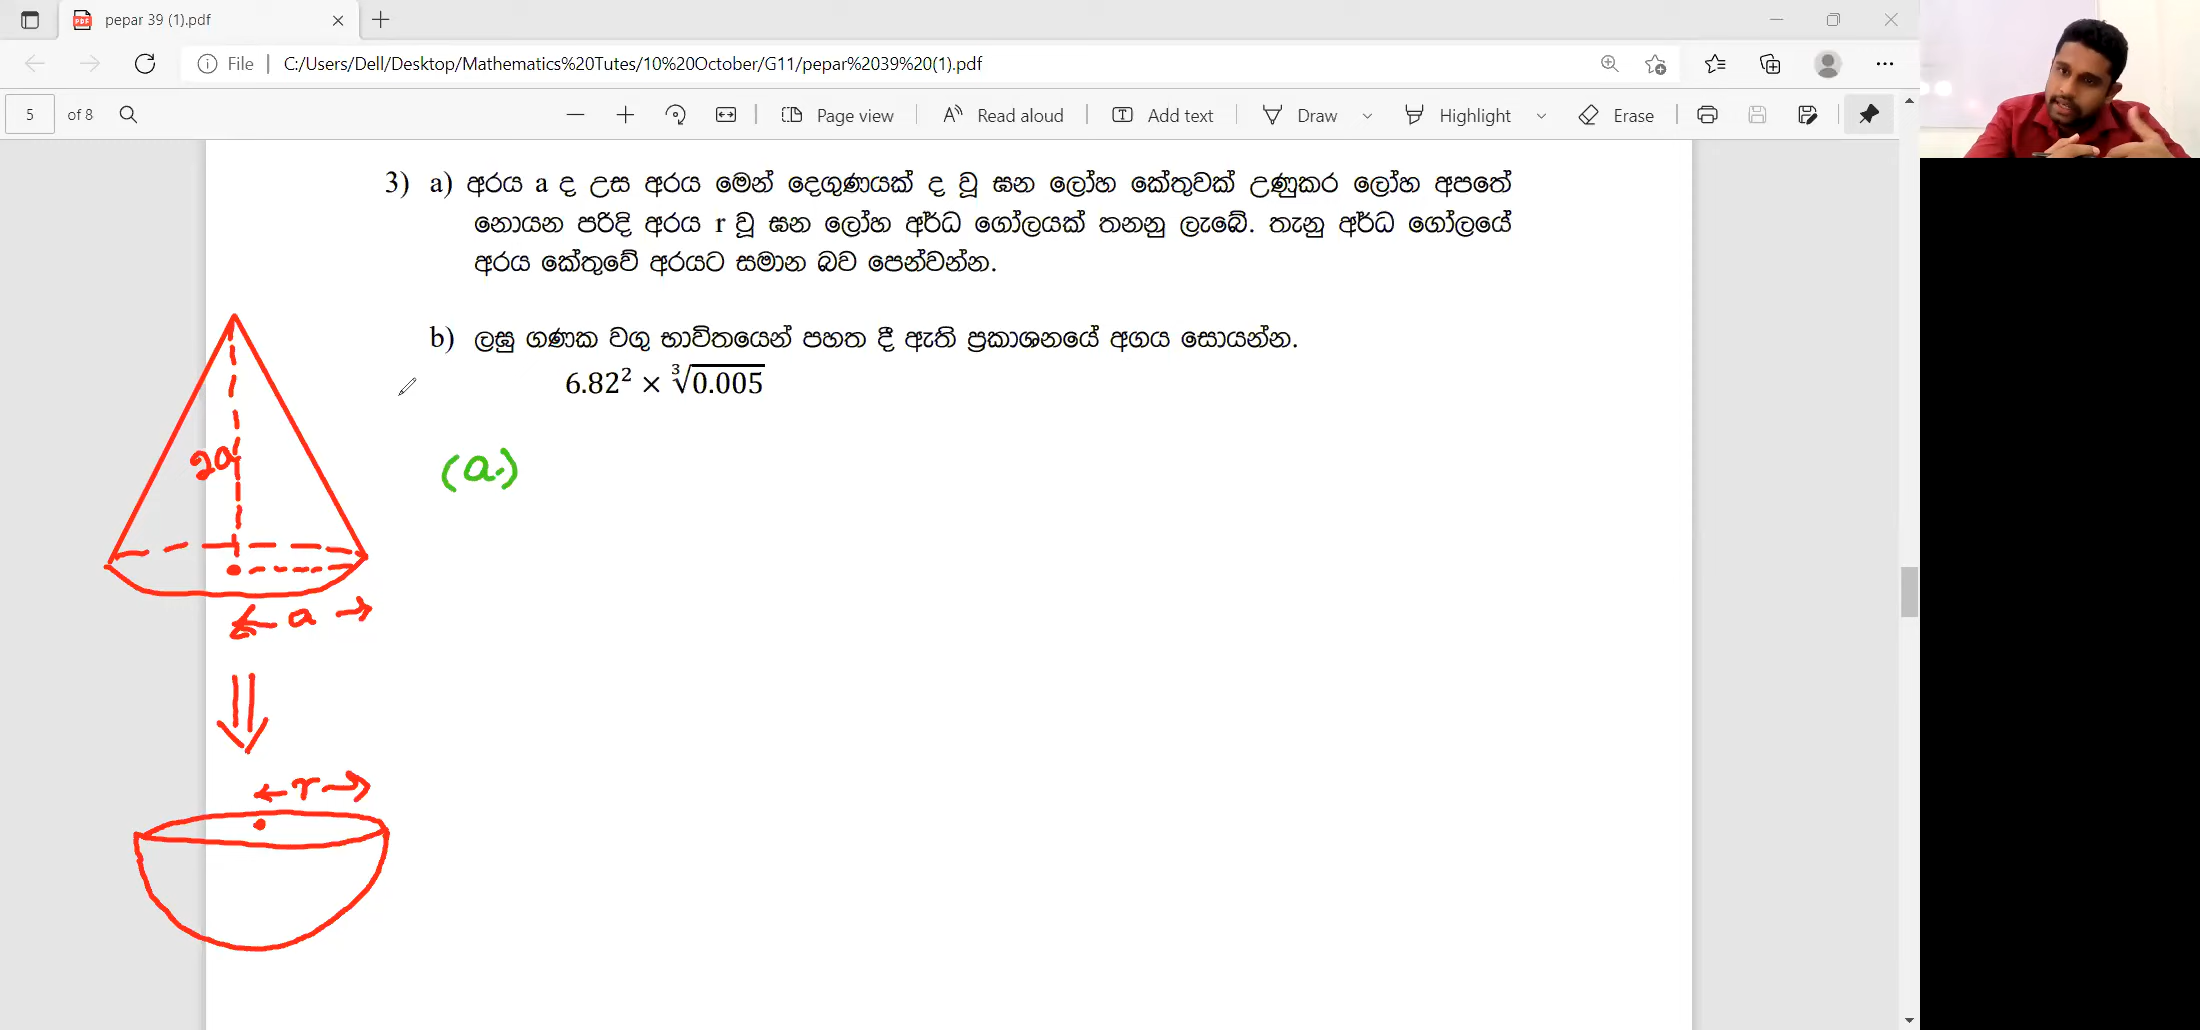 pepar 39 (1).pdf
File C:/Users/Dell/Desktop/Mathematics%20Tutes/10%20October/G11/pepar%2039%20(1).pdf
5 of 8 Page view Read aloud Add text Draw Highlight Erase
3) a) අරය a ද උස අරය මෙන් දෙගුණයක් ද වූ ඝන ලෝහ කේතුවක් උණුකර ලෝහ අපතේ
නොයන පරිදි අරය r වූ ඝන ලෝහ අර්ධ ගෝලයක් තනනු ලැබේ. තැනු අර්ධ ගෝලයේ
අරය කේතුවේ අරයට සමාන බව පෙන්වන්න.
b) ලඝු ගණක වගු භාවිතයෙන් පහත දී ඇති ප්‍රකාශනයේ අගය සොයන්න.
6.82² × ∛0.005
(a.)
2a
a
r